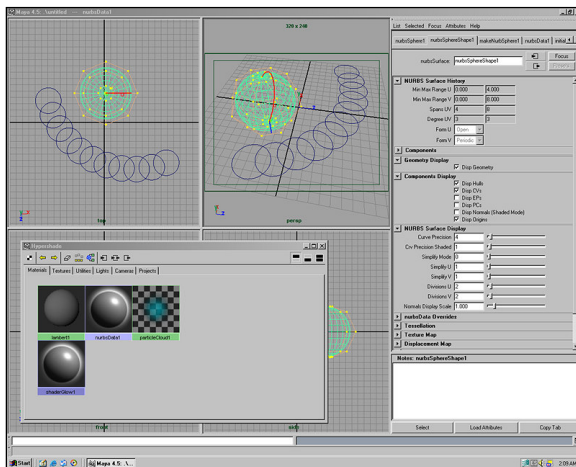 Maya 4.5: .\untitled --- nurbsData1
320 x 240
top
persp
front
side
List Selected Focus Attributes Help
nurbsSphere1 nurbsSphereShape1 makeNurbSphere1 nurbsData1 initial
nurbsSurface: nurbsSphereShape1
Focus
Presets
NURBS Surface History
Min Max Range U 0.000 4.000
Min Max Range V 0.000 8.000
Spans UV 4 8
Degree UV 3 3
Form U Open
Form V Periodic
Components
Geometry Display
Disp Geometry
Components Display
Disp Hulls
Disp CVs
Disp EPs
Disp PCs
Disp Normals (Shaded Mode)
Disp Origins
NURBS Surface Display
Curve Precision 4
Crv Precision Shaded 1
Simplify Mode 0
Simplify U 1
Simplify V 1
Divisions U 2
Divisions V 2
Normals Display Scale 1.000
nurbsData Overrides
Tessellation
Texture Map
Displacement Map
Notes: nurbsSphereShape1
Select Load Attributes Copy Tab
Hypershade
Materials Textures Utilities Lights Cameras Projects
lambert1 nurbsData1 particleCloud1
shaderGlow1
Start
Maya 4.5: .\...
2:09 AM